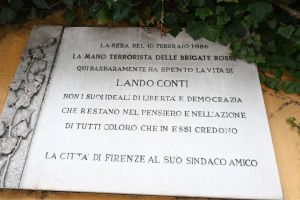 LA SERA DEL 10 FEBBRAIO 1986
LA MANO TERRORISTA DELLE BRIGATE ROSSE
QUI BARBARAMENTE HA SPENTO LA VITA DI
LANDO CONTI
NON I SUOI IDEALI DI LIBERTÀ E DEMOCRAZIA
CHE RESTANO NEL PENSIERO E NELL'AZIONE
DI TUTTI COLORO CHE IN ESSI CREDONO
LA CITTÀ DI FIRENZE AL SUO SINDACO AMICO